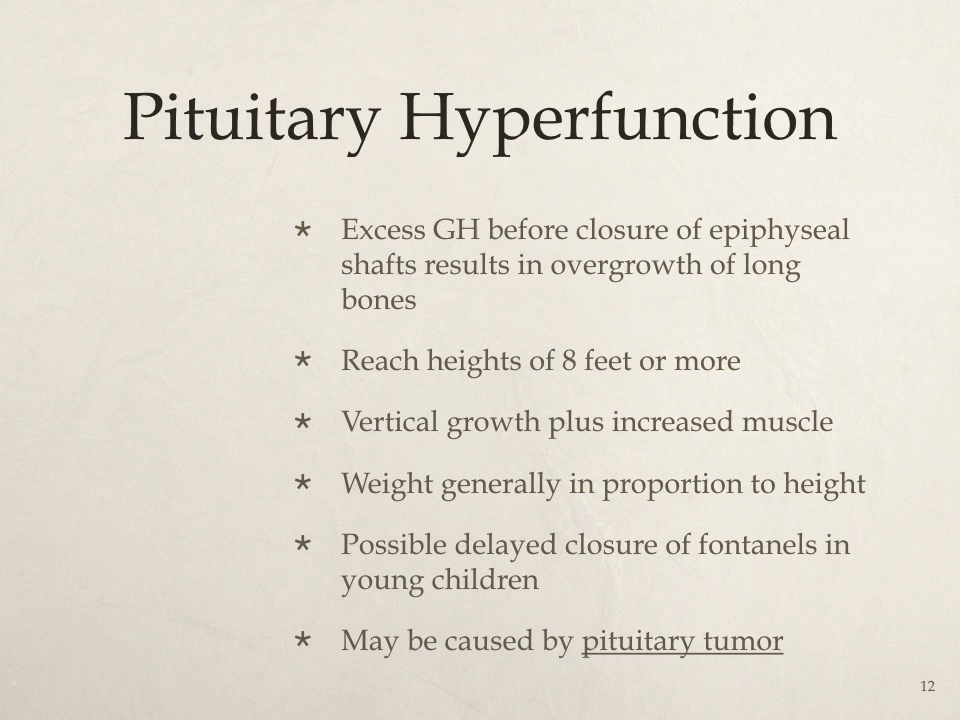 Pituitary Hyperfunction
* Excess GH before closure of epiphyseal
shafts results in overgrowth of long
bones
* Reach heights of 8 feet or more
* Vertical growth plus increased muscle
* Weight generally in proportion to height
* Possible delayed closure of fontanels in
young children
* May be caused by pituitary tumor
12